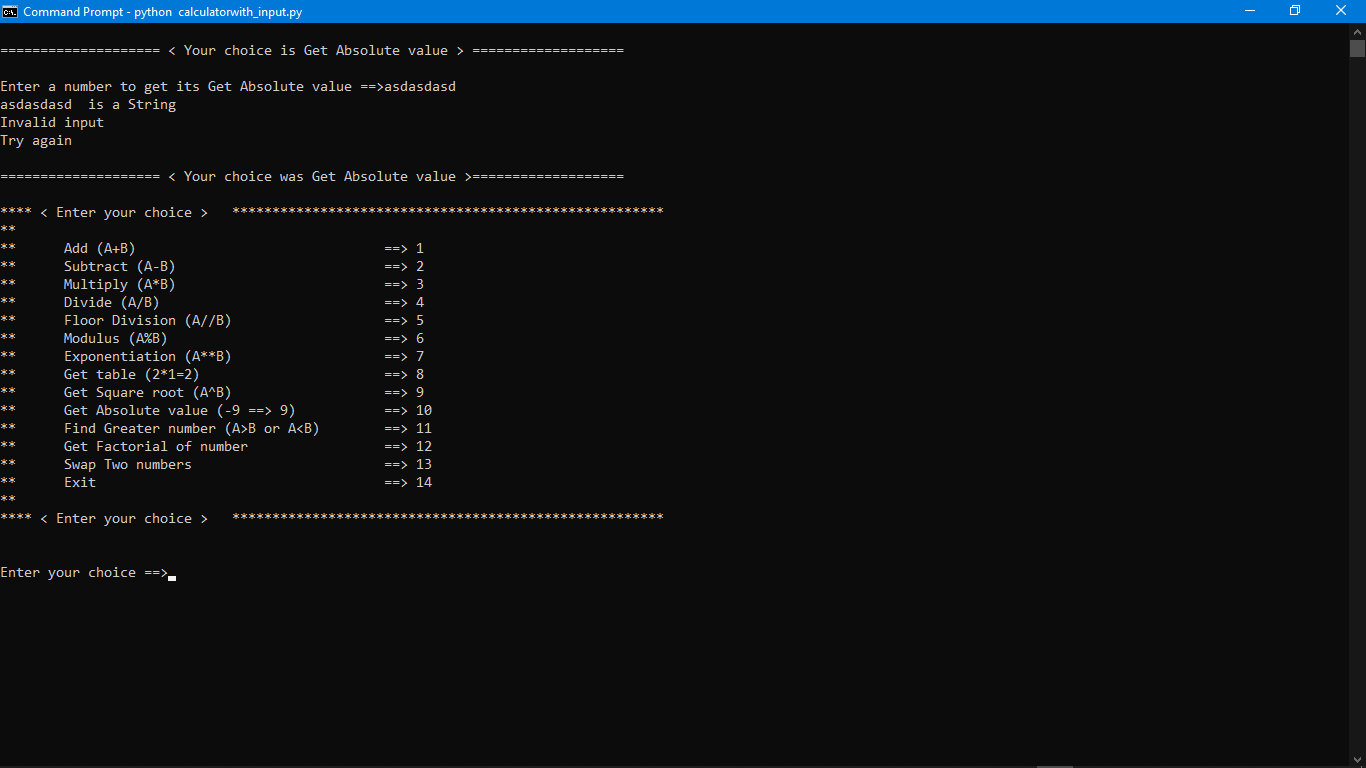 Command Prompt - python  calculatorwith_input.py
==================== < Your choice is Get Absolute value > ===================
Enter a number to get its Get Absolute value ==>asdasdasd
asdasdasd  is a String
Invalid input
Try again
==================== < Your choice was Get Absolute value >===================
**** < Enter your choice >   ******************************************************
**
**      Add (A+B)                               ==> 1
**      Subtract (A-B)                          ==> 2
**      Multiply (A*B)                          ==> 3
**      Divide (A/B)                            ==> 4
**      Floor Division (A//B)                   ==> 5
**      Modulus (A%B)                           ==> 6
**      Exponentiation (A**B)                   ==> 7
**      Get table (2*1=2)                       ==> 8
**      Get Square root (A^B)                   ==> 9
**      Get Absolute value (-9 ==> 9)           ==> 10
**      Find Greater number (A>B or A<B)        ==> 11
**      Get Factorial of number                 ==> 12
**      Swap Two numbers                        ==> 13
**      Exit                                    ==> 14
**
**** < Enter your choice >   ******************************************************
Enter your choice ==>